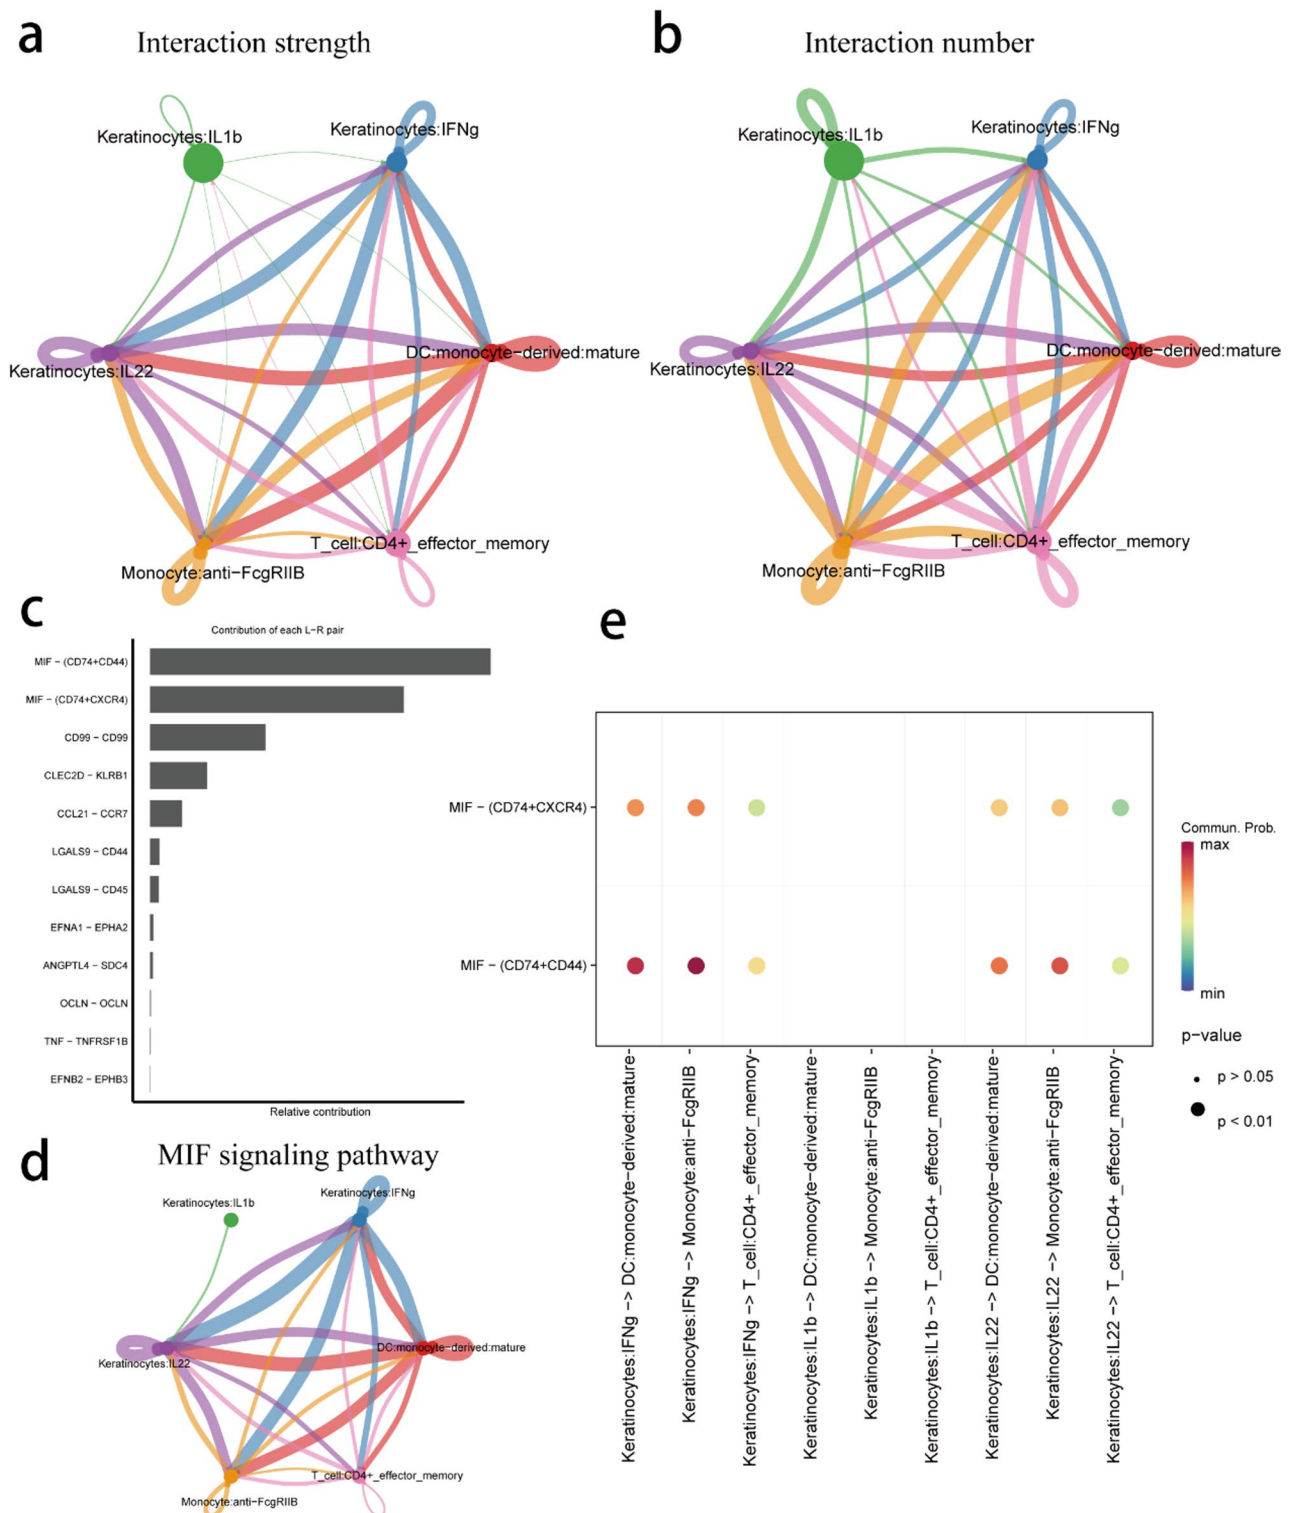 a
Interaction strength
Keratinocytes:IL1b
Keratinocytes:IFNg
DC:monocyte−derived:mature
Keratinocytes:IL22
T_cell:CD4+_effector_memory
Monocyte:anti−FcgRIIB
b
Interaction number
Keratinocytes:IL1b
Keratinocytes:IFNg
DC:monocyte−derived:mature
Keratinocytes:IL22
T_cell:CD4+_effector_memory
Monocyte:anti−FcgRIIB
c
Contribution of each L−R pair
MIF − (CD74+CD44)
MIF − (CD74+CXCR4)
CD99 − CD99
CLEC2D − KLRB1
CCL21 − CCR7
LGALS9 − CD44
LGALS9 − CD45
EFNA1 − EPHA2
ANGPTL4 − SDC4
OCLN − OCLN
TNF − TNFRSF1B
EFNB2 − EPHB3
Relative contribution
d
MIF signaling pathway
Keratinocytes:IL1b
Keratinocytes:IFNg
DC:monocyte−derived:mature
Keratinocytes:IL22
T_cell:CD4+_effector_memory
Monocyte:anti−FcgRIIB
e
MIF − (CD74+CXCR4)
MIF − (CD74+CD44)
Keratinocytes:IFNg −> DC:monocyte−derived:mature
Keratinocytes:IFNg −> Monocyte:anti−FcgRIIB
Keratinocytes:IFNg −> T_cell:CD4+_effector_memory
Keratinocytes:IL1b −> DC:monocyte−derived:mature
Keratinocytes:IL1b −> Monocyte:anti−FcgRIIB
Keratinocytes:IL1b −> T_cell:CD4+_effector_memory
Keratinocytes:IL22 −> DC:monocyte−derived:mature
Keratinocytes:IL22 −> Monocyte:anti−FcgRIIB
Keratinocytes:IL22 −> T_cell:CD4+_effector_memory
Commun. Prob.
max
min
p−value
p > 0.05
p < 0.01